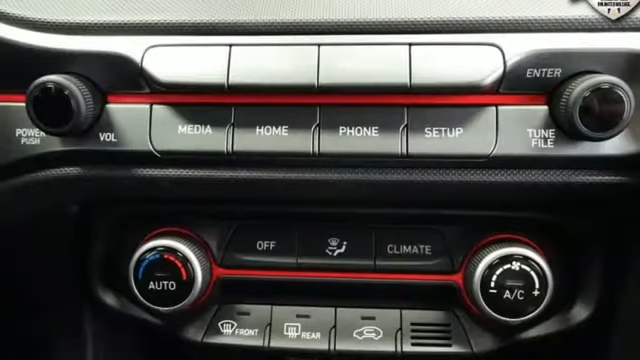 ENTER
POWER
PUSH
VOL
MEDIA
HOME
PHONE
SETUP
TUNE
FILE
OFF
CLIMATE
AUTO
- A/C +
FRONT
REAR